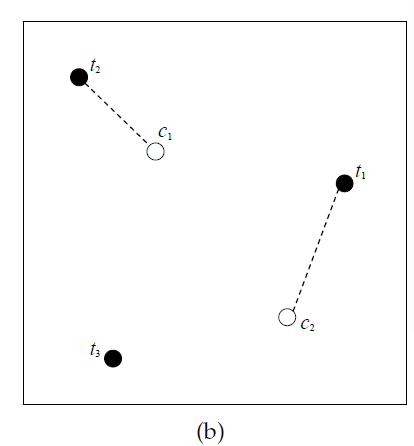 t₂
c₁
t₁
c₂
t₃
(b)